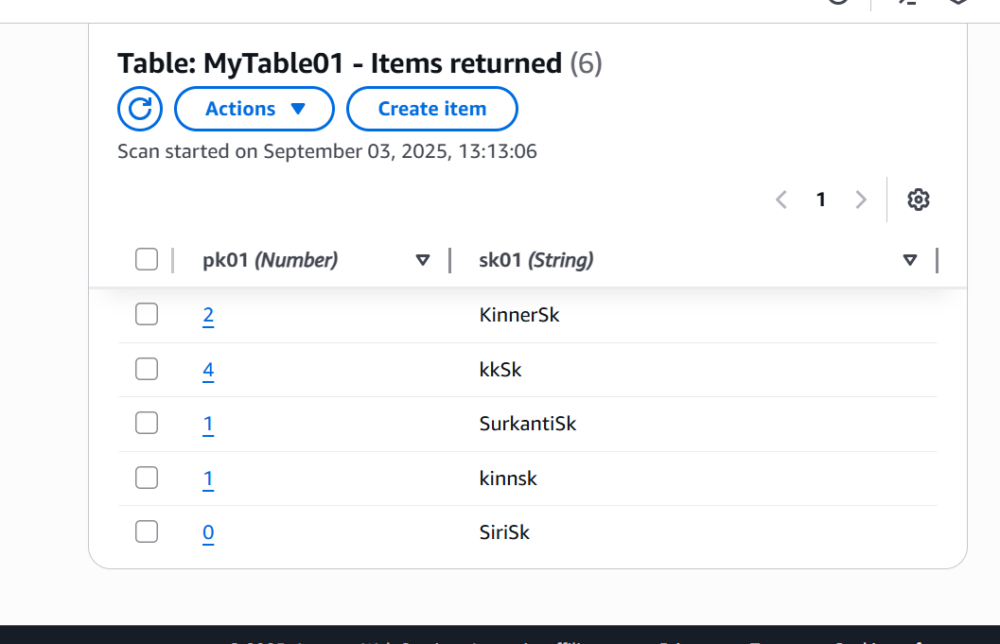 Table: MyTable01 - Items returned (6)
Actions Create item
Scan started on September 03, 2025, 13:13:06
1
pk01 (Number) sk01 (String)
2 KinnerSk
4 kkSk
1 SurkantiSk
1 kinnsk
0 SiriSk